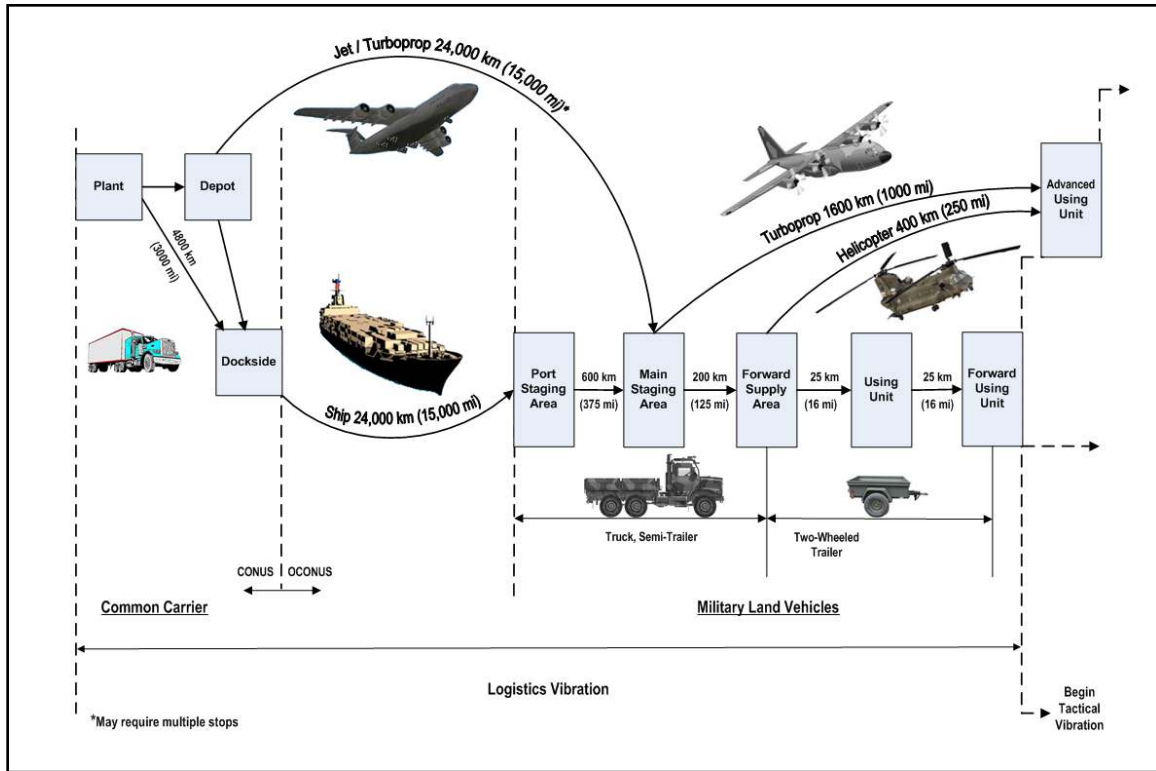 Jet / Turboprop 24,000 km (15,000 mi)*
Plant
Depot
4800 km
(3000 mi)
Dockside
Ship 24,000 km (15,000 mi)
Turboprop 1600 km (1000 mi)
Helicopter 400 km (250 mi)
Advanced
Using
Unit
Port
Staging
Area
600 km
(375 mi)
Main
Staging
Area
200 km
(125 mi)
Forward
Supply
Area
25 km
(16 mi)
Using
Unit
25 km
(16 mi)
Forward
Using
Unit
Truck, Semi-Trailer
Two-Wheeled
Trailer
CONUS
OCONUS
Common Carrier
Military Land Vehicles
Logistics Vibration
*May require multiple stops
Begin
Tactical
Vibration